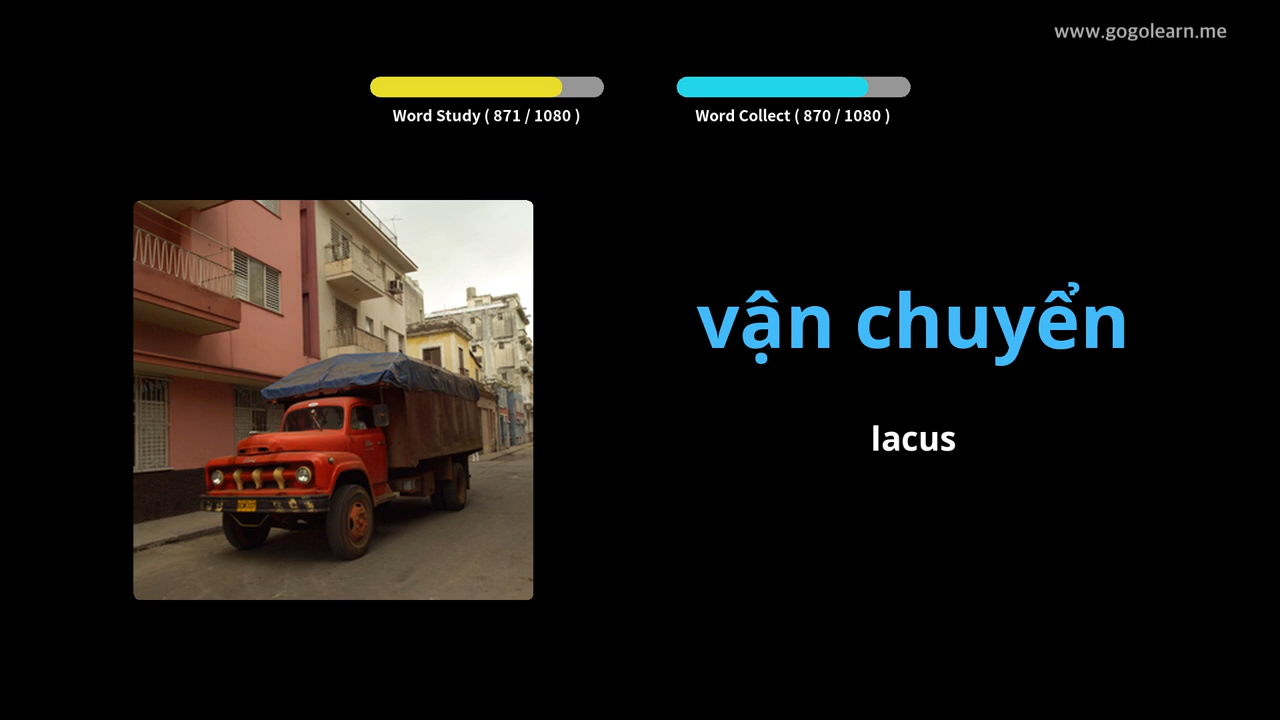 www.gogolearn.me
Word Study ( 871 / 1080 )
Word Collect ( 870 / 1080 )
vận chuyển
lacus